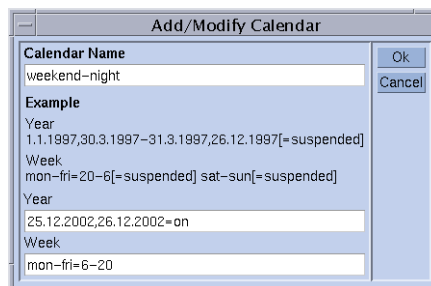 Add/Modify Calendar
Calendar Name
weekend-night
Ok
Cancel
Example
Year
1.1.1997,30.3.1997-31.3.1997,26.12.1997[=suspended]
Week
mon-fri=20-6[=suspended] sat-sun[=suspended]
Year
25.12.2002,26.12.2002=on
Week
mon-fri=6-20